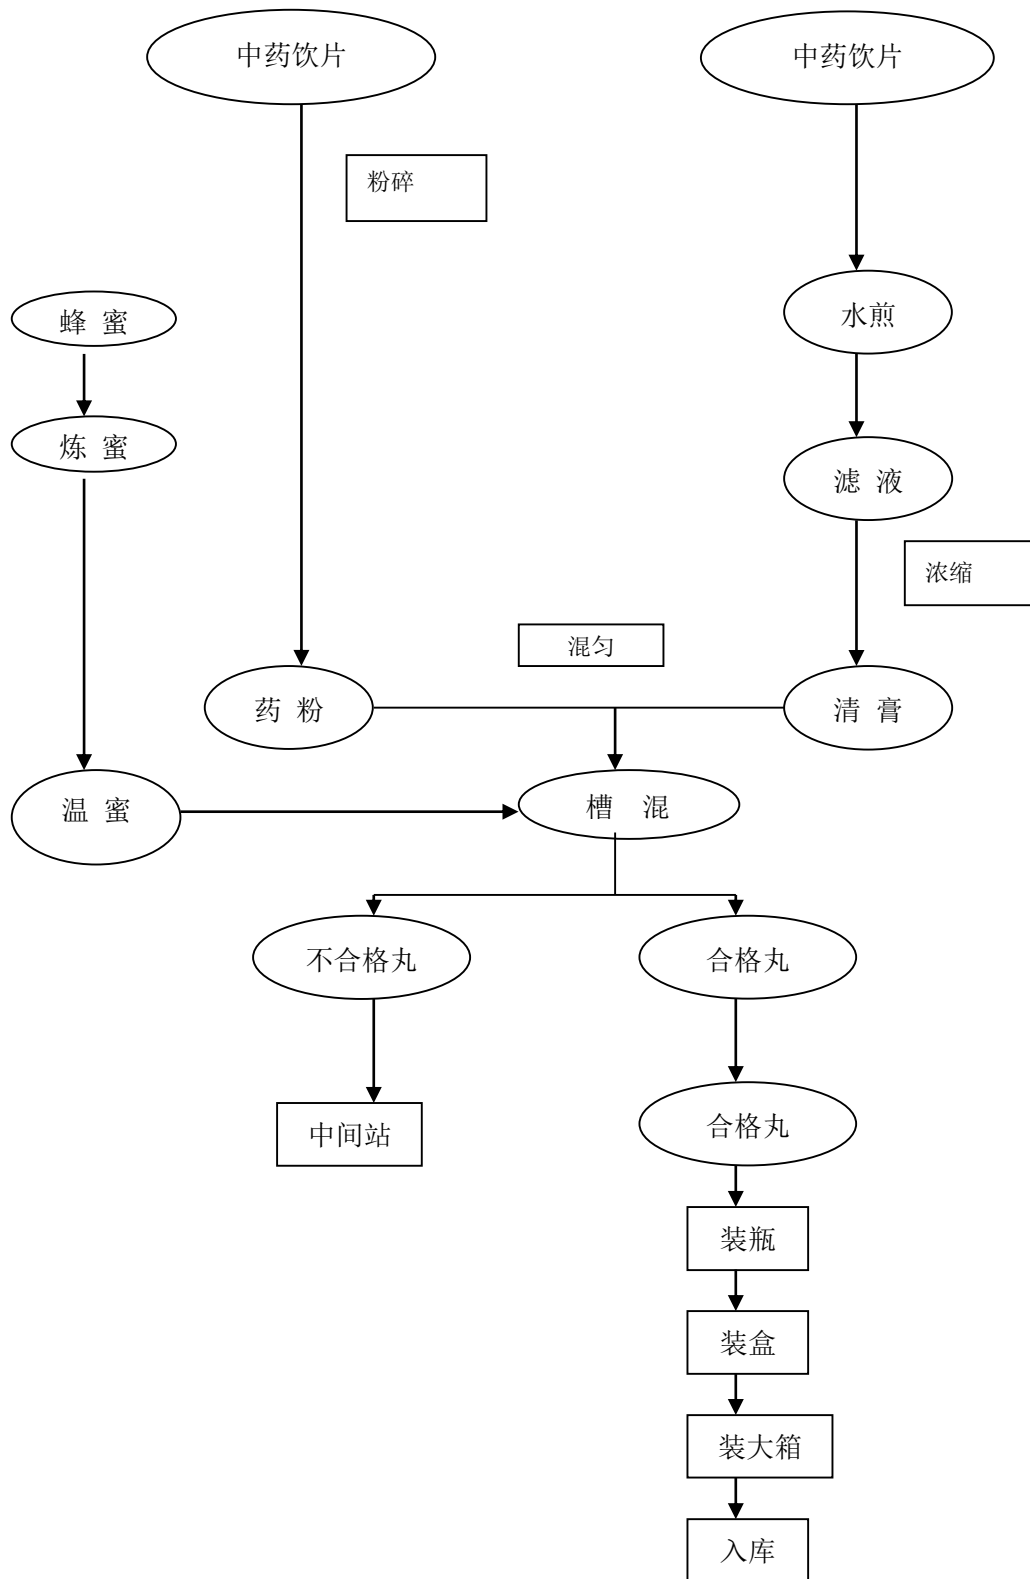 中药饮片
中药饮片
粉碎
蜂 蜜
水煎
炼 蜜
滤 液
浓缩
混匀
药 粉
清 膏
温 蜜
槽 混
不合格丸
合格丸
中间站
合格丸
装瓶
装盒
装大箱
入库